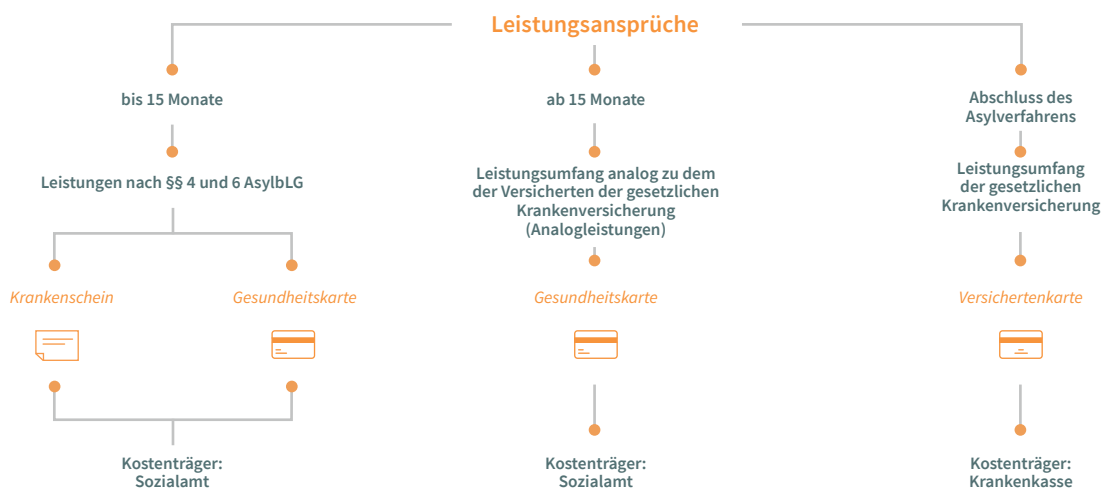 Leistungsansprüche
bis 15 Monate
Leistungen nach §§ 4 und 6 AsylbLG
Krankenschein
Gesundheitskarte
Kostenträger:
Sozialamt
ab 15 Monate
Leistungsumfang analog zu dem
der Versicherten der gesetzlichen
Krankenversicherung
(Analogleistungen)
Gesundheitskarte
Kostenträger:
Sozialamt
Abschluss des
Asylverfahrens
Leistungsumfang
der gesetzlichen
Krankenversicherung
Versichertenkarte
Kostenträger:
Krankenkasse